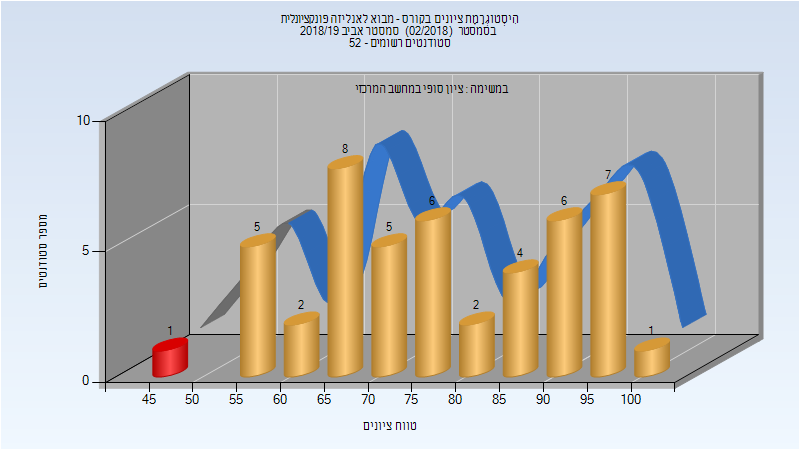 היסטוגרמת ציונים בקורס - מבוא לאנליזה פונקציונלית
בסמסטר (02/2018) סמסטר אביב 2018/19
סטודנטים רשומים - 52
במשימה : ציון סופי במחשב המרכזי
מספר סטודנטים
10
5
0
1
5
2
8
5
6
2
4
6
7
1
45 50 55 60 65 70 75 80 85 90 95 100
טווח ציונים